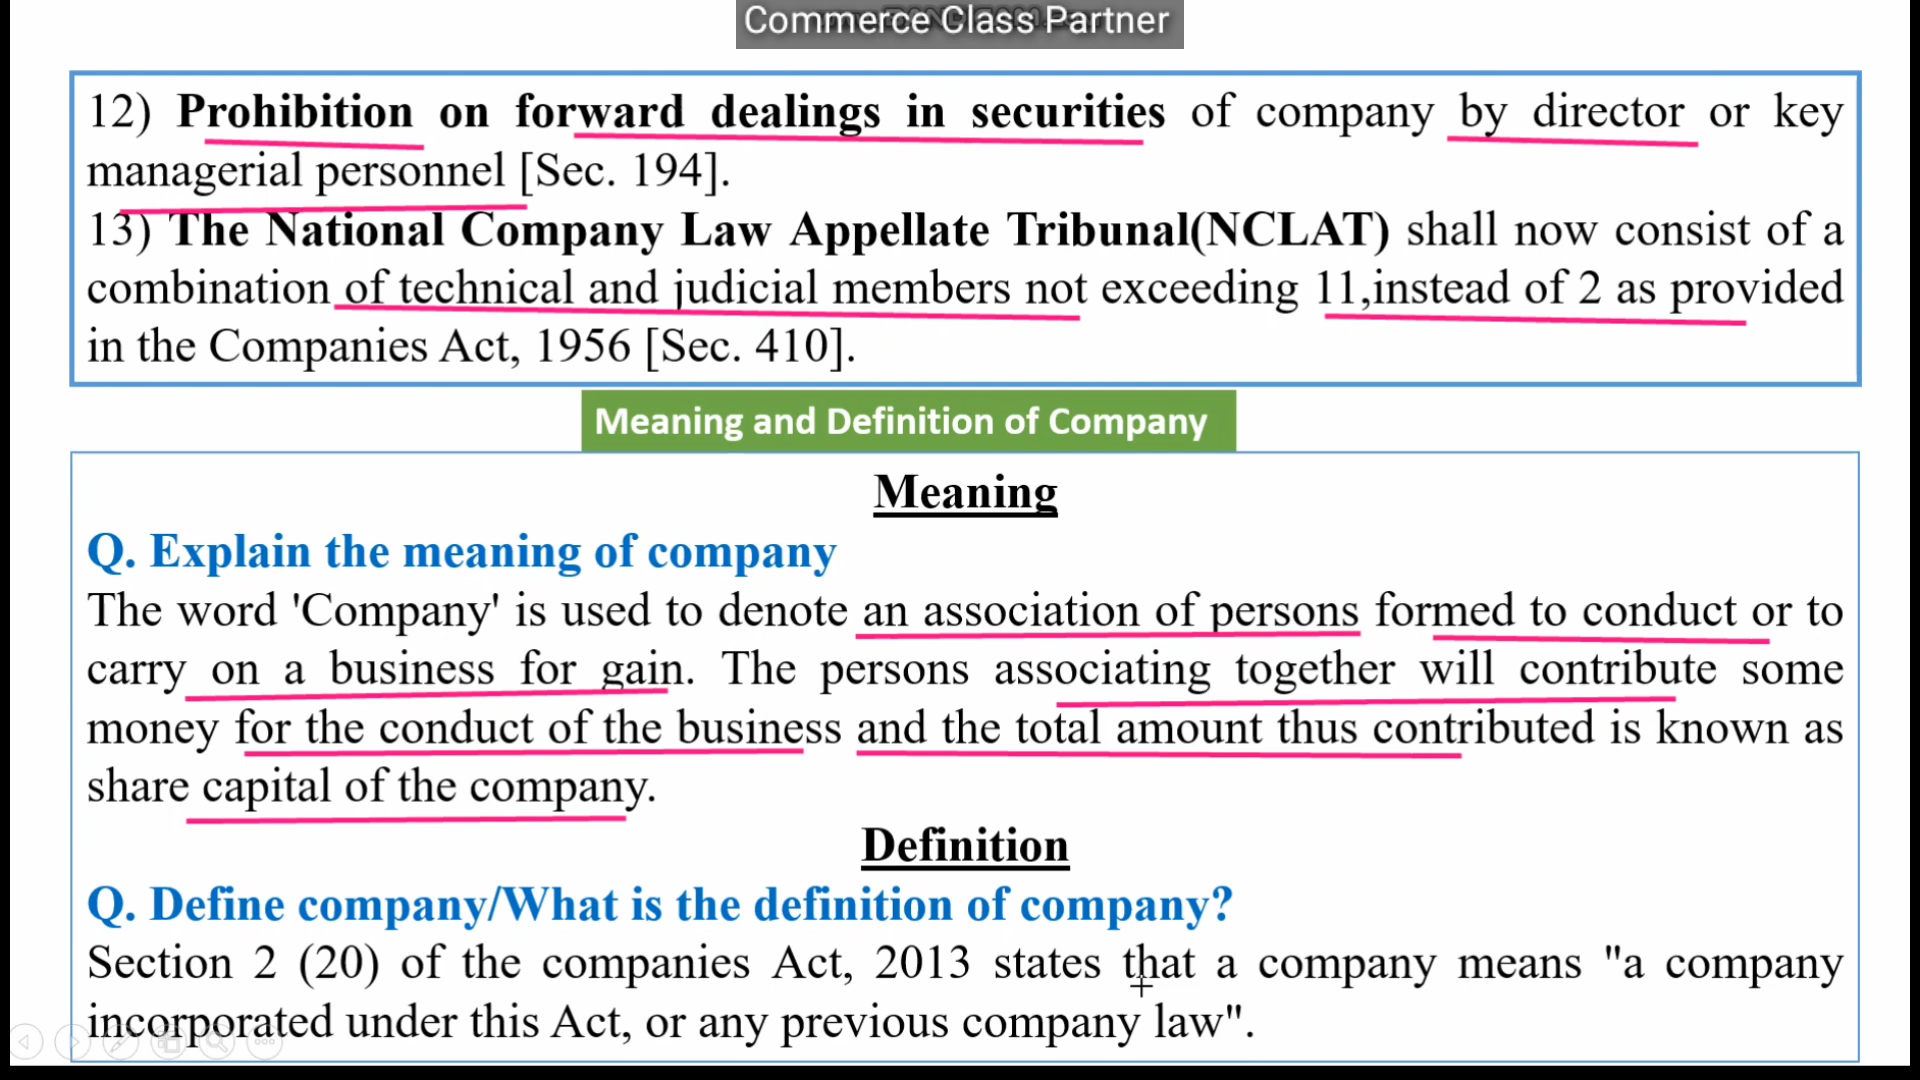 Commerce Class Partner
12) Prohibition on forward dealings in securities of company by director or key
managerial personnel [Sec. 194].
13) The National Company Law Appellate Tribunal(NCLAT) shall now consist of a
combination of technical and judicial members not exceeding 11,instead of 2 as provided
in the Companies Act, 1956 [Sec. 410].
Meaning and Definition of Company
Meaning
Q. Explain the meaning of company
The word 'Company' is used to denote an association of persons formed to conduct or to
carry on a business for gain. The persons associating together will contribute some
money for the conduct of the business and the total amount thus contributed is known as
share capital of the company.
Definition
Q. Define company/What is the definition of company?
Section 2 (20) of the companies Act, 2013 states that a company means "a company
incorporated under this Act, or any previous company law".